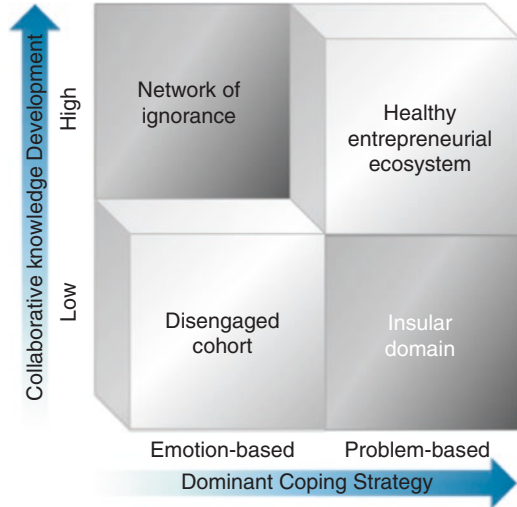 Collaborative knowledge Development
High
Low
Network of
ignorance
Healthy
entrepreneurial
ecosystem
Disengaged
cohort
Insular
domain
Emotion-based
Problem-based
Dominant Coping Strategy